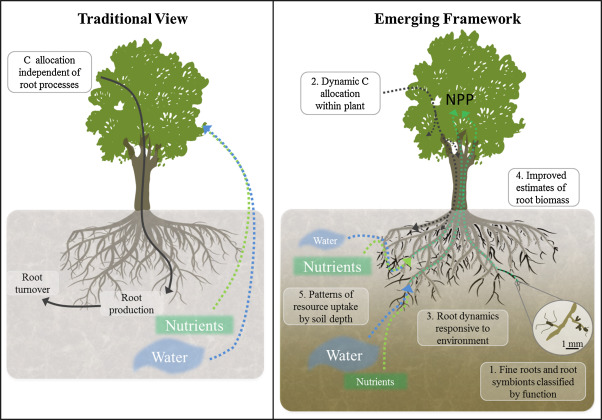 Traditional View
C allocation
independent of
root processes
Root
turnover
Root
production
Nutrients
Water
Emerging Framework
2. Dynamic C
allocation
within plant
NPP
4. Improved
estimates of
root biomass
Water
Nutrients
5. Patterns of
resource uptake
by soil depth
3. Root dynamics
responsive to
environment
1 mm
Water
Nutrients
1. Fine roots and root
symbionts classified
by function